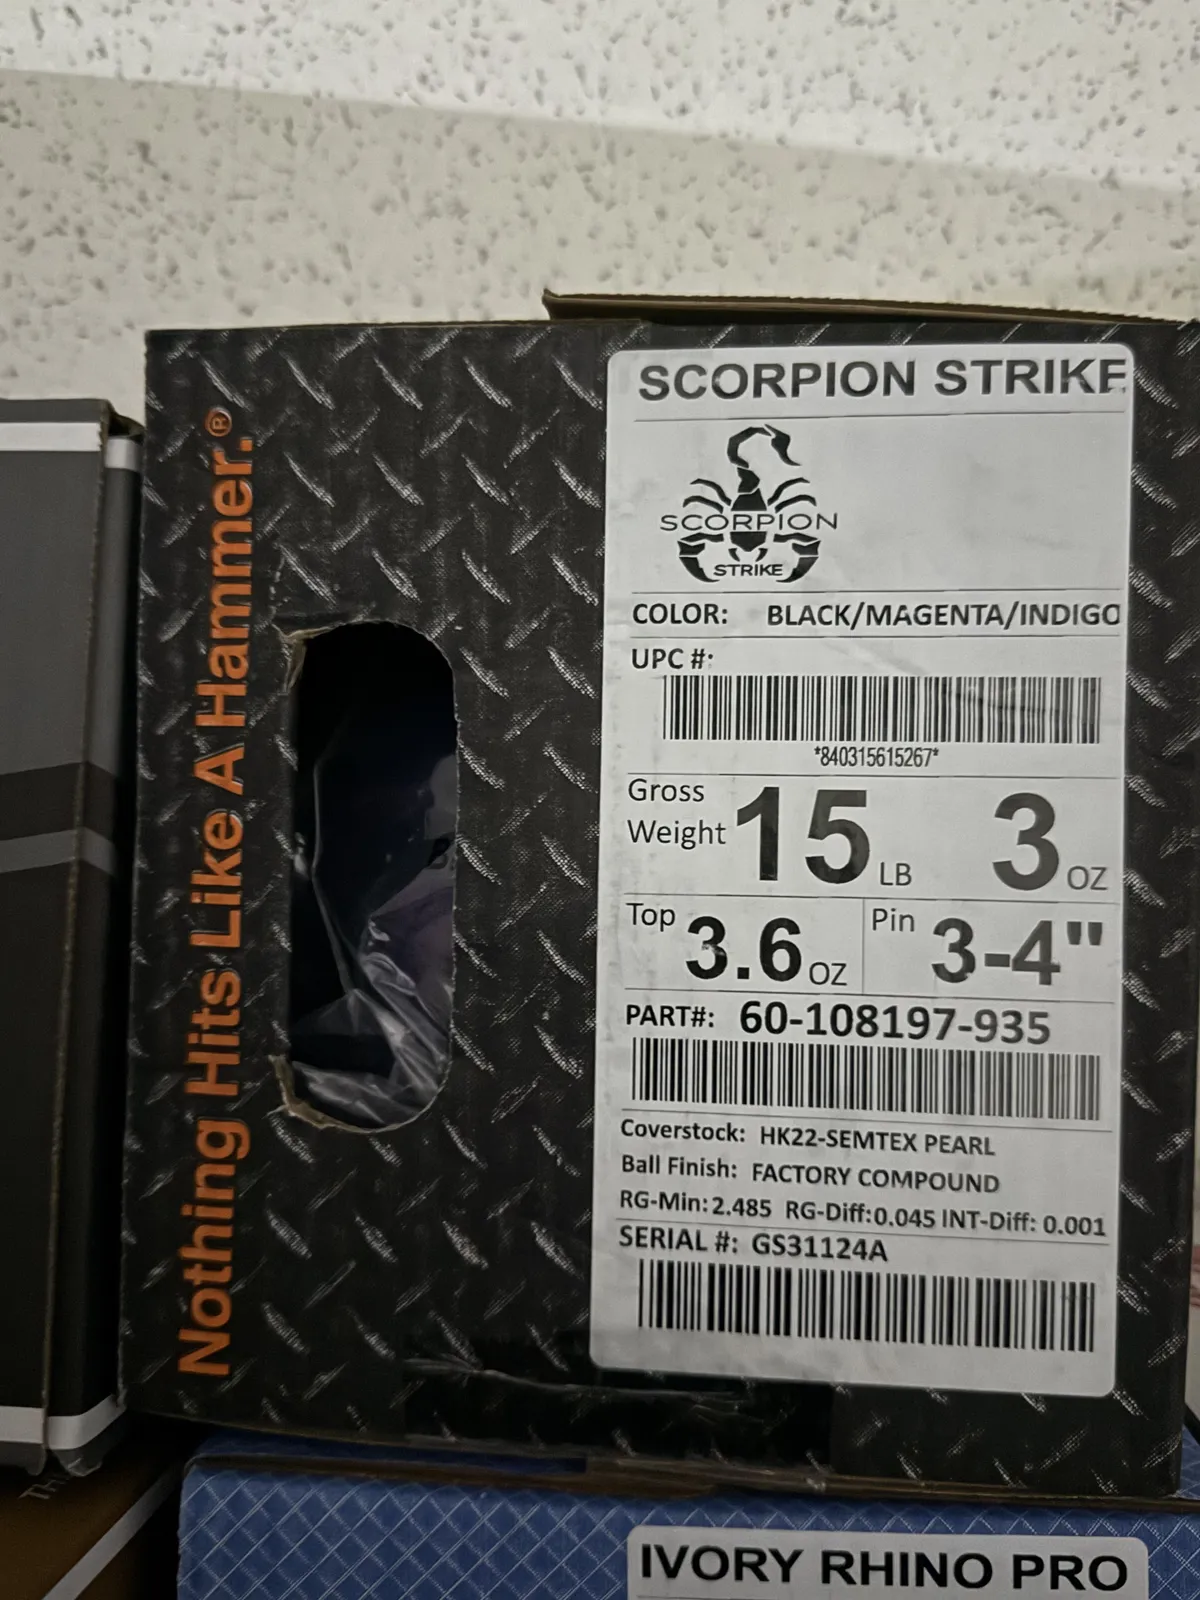 Nothing Hits Like A Hammer.®
SCORPION STRIKE
SCORPION
STRIKE
COLOR: BLACK/MAGENTA/INDIGO
UPC #:
*840315615267*
Gross
Weight 15 LB 3 OZ
Top 3.6 OZ Pin 3-4"
PART#: 60-108197-935
Coverstock: HK22-SEMTEX PEARL
Ball Finish: FACTORY COMPOUND
RG-Min: 2.485 RG-Diff: 0.045 INT-Diff: 0.001
SERIAL #: GS31124A
IVORY RHINO PRO